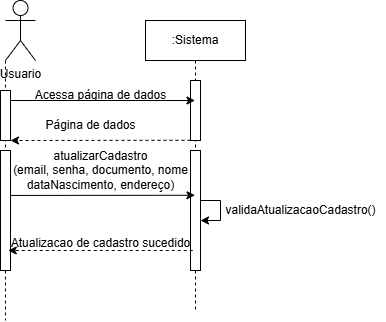 :Sistema
Usuario
Acessa página de dados
Página de dados
atualizarCadastro
(email, senha, documento, nome
dataNascimento, endereço)
validaAtualizacaoCadastro()
Atualizacao de cadastro sucedido